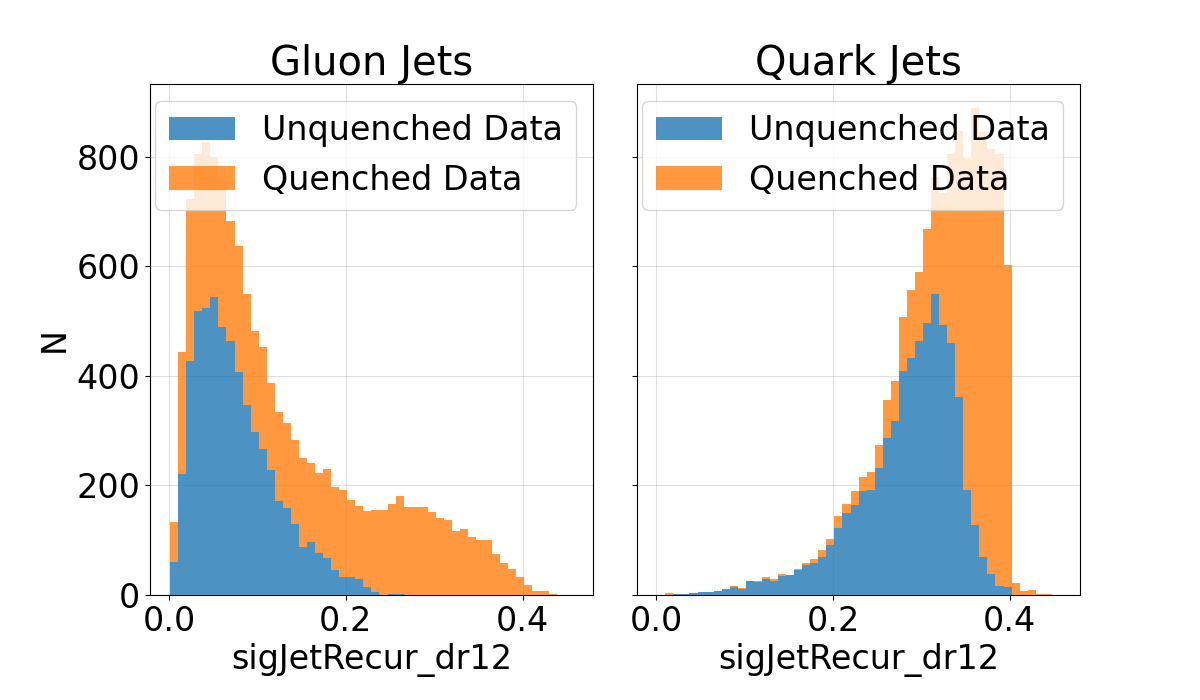 Gluon Jets
Quark Jets
Unquenched Data
Quenched Data
Unquenched Data
Quenched Data
N
800
600
400
200
0
0.0 0.2 0.4
0.0 0.2 0.4
sigJetRecur_dr12
sigJetRecur_dr12